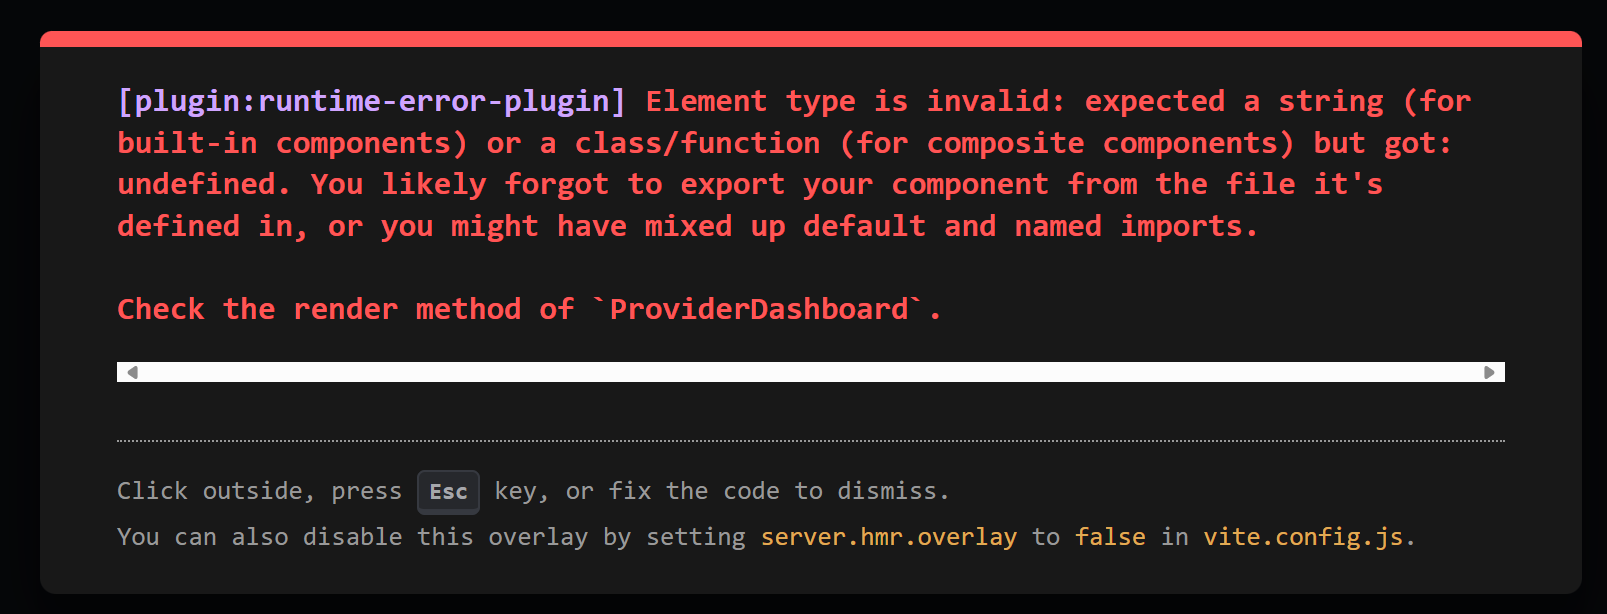 [plugin:runtime-error-plugin] Element type is invalid: expected a string (for
built-in components) or a class/function (for composite components) but got:
undefined. You likely forgot to export your component from the file it's
defined in, or you might have mixed up default and named imports.
Check the render method of `ProviderDashboard`.
Click outside, press Esc key, or fix the code to dismiss.
You can also disable this overlay by setting server.hmr.overlay to false in vite.config.js.